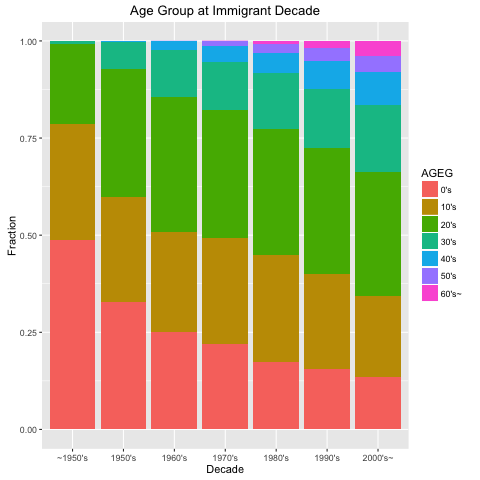 Age Group at Immigrant Decade
1.00
0.75
0.50
0.25
0.00
Fraction
~1950's 1950's 1960's 1970's 1980's 1990's 2000's~
Decade
AGEG
0's
10's
20's
30's
40's
50's
60's~